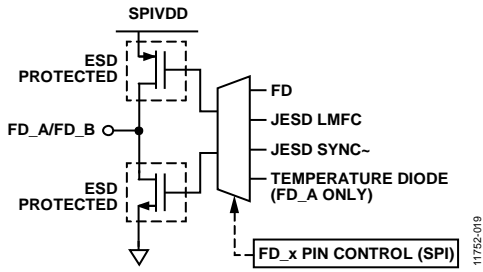 SPIVDD
ESD
PROTECTED
FD
JESD LMFC
FD_A/FD_B
JESD SYNC~
TEMPERATURE DIODE
(FD_A ONLY)
ESD
PROTECTED
FD_x PIN CONTROL (SPI)
11752-019